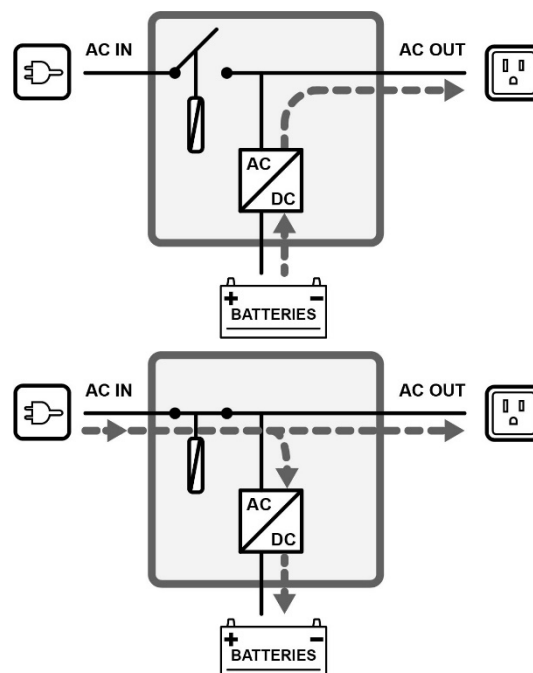 AC IN
AC OUT
AC
DC
+ −
BATTERIES
AC IN
AC OUT
AC
DC
+ −
BATTERIES